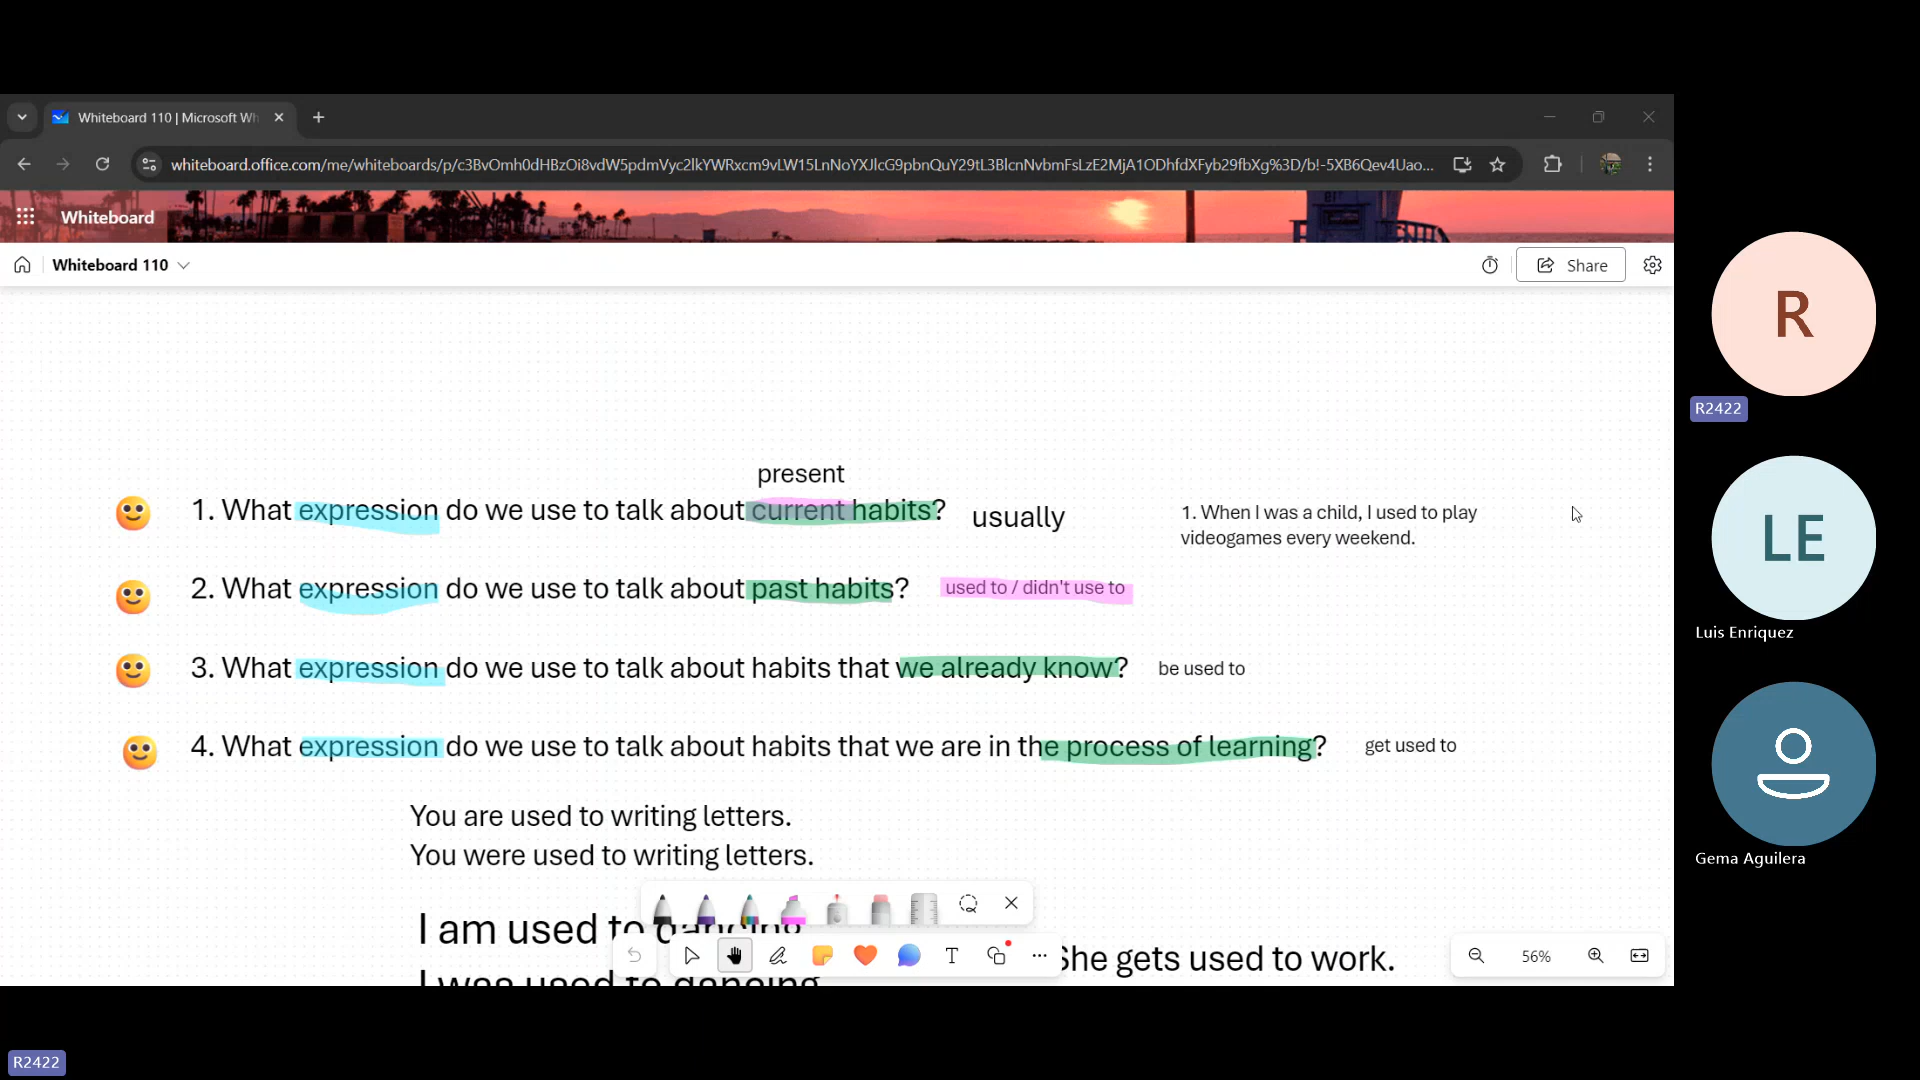 Whiteboard 110 | Microsoft Wh
whiteboard.office.com/me/whiteboards/p/c3BvOmh0dHBzOi8vdW5pdmVyc2lkYWRxcm9vLW15LnNoYXJlcG9pbnQuY29tL3BlcnNvbmFsLzE2MjA1ODhfdXFyb29fbXg%3D/b!-5XB6Qev4Uao...
Whiteboard
Whiteboard 110
Share
present
1. What expression do we use to talk about current habits?
usually
1. When I was a child, I used to play
videogames every weekend.
2. What expression do we use to talk about past habits?
used to / didn't use to
3. What expression do we use to talk about habits that we already know?
be used to
4. What expression do we use to talk about habits that we are in the process of learning?
get used to
You are used to writing letters.
You were used to writing letters.
I am used to dancing
I was used to dancing
She gets used to work.
56%
R
R2422
LE
Luis Enriquez
Gema Aguilera
R2422